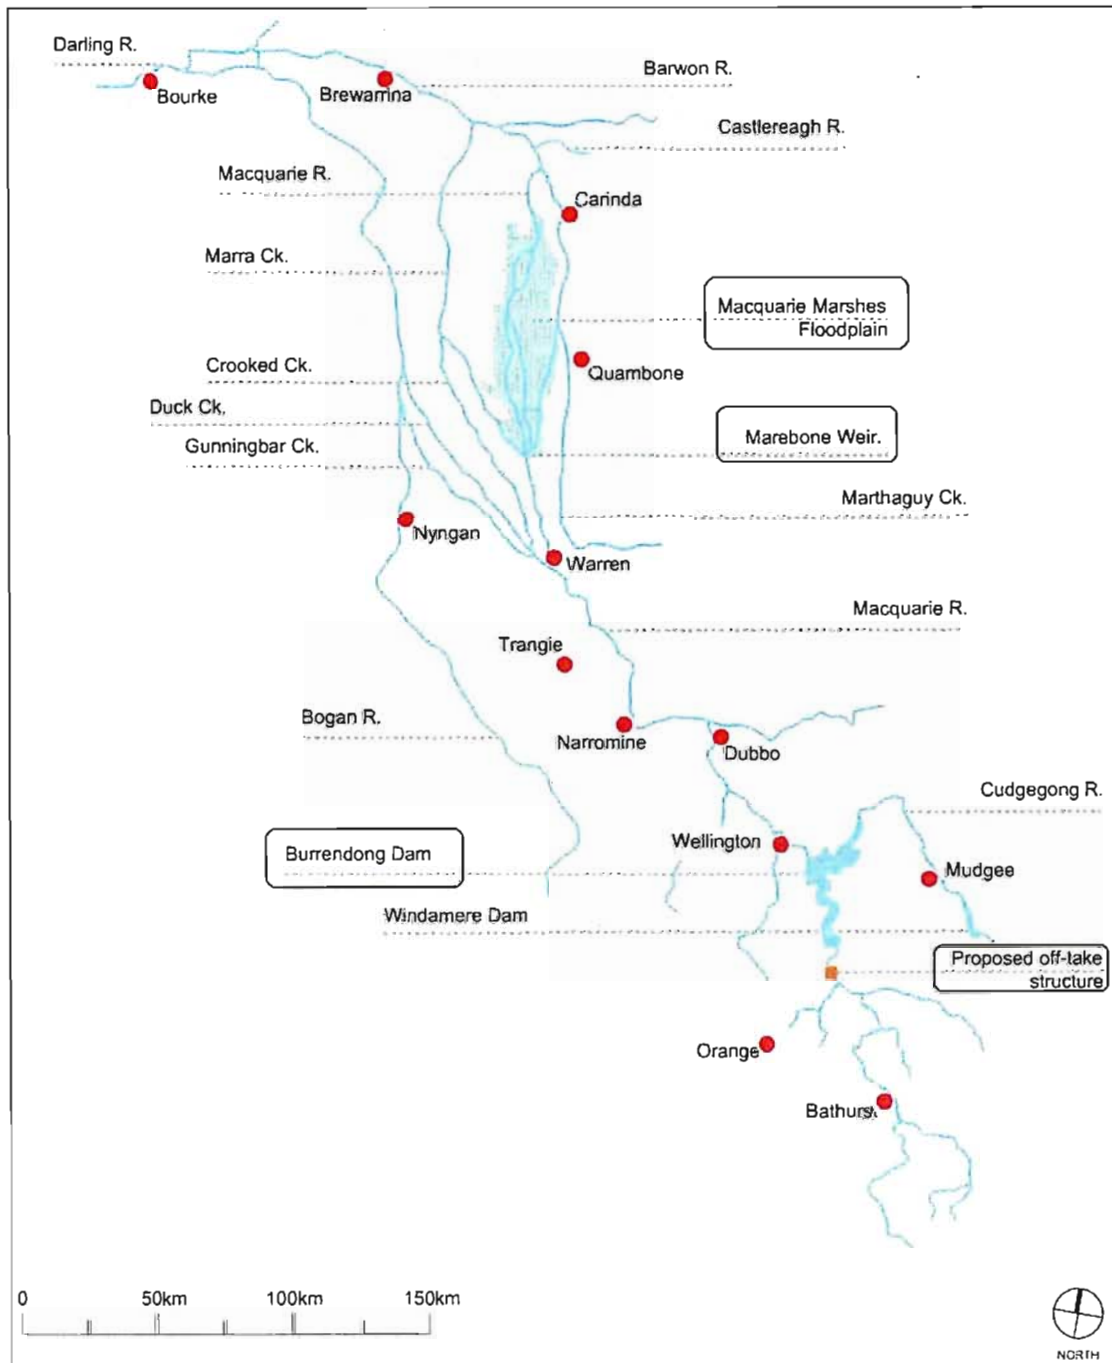 Darling R.
Bourke
Brewarrina
Barwon R.
Castlereagh R.
Macquarie R.
Carinda
Marra Ck.
Macquarie Marshes
Floodplain
Crooked Ck.
Quambone
Duck Ck.
Gunningbar Ck.
Marebone Weir.
Marthaguy Ck.
Nyngan
Warren
Macquarie R.
Trangie
Bogan R.
Narromine
Dubbo
Cudgegong R.
Wellington
Burrendong Dam
Mudgee
Windamere Dam
Proposed off-take
structure
Orange
Bathurst
0 50km 100km 150km
NORTH